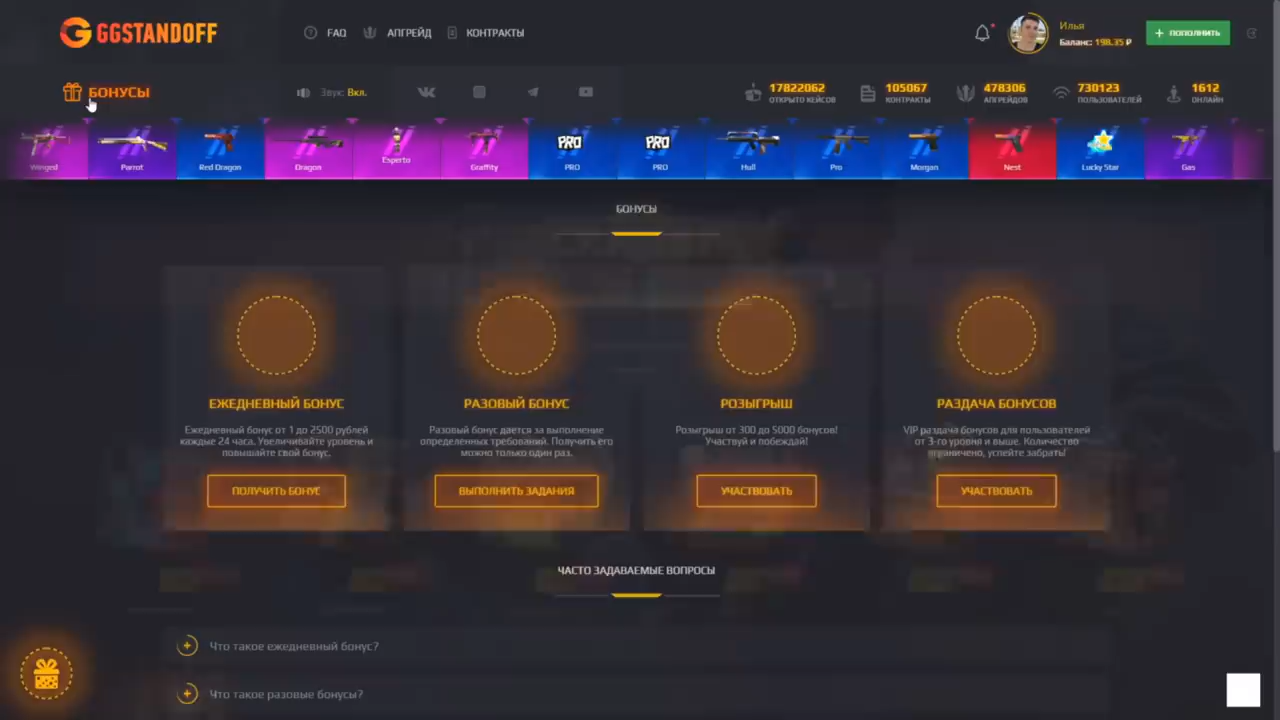 GGSTANDOFF
FAQ
АПГРЕЙД
КОНТРАКТЫ
Илья
Баланс: 198.35 ₽
+ ПОПОЛНИТЬ
БОНУСЫ
Звук: Вкл.
17822062
ОТКРЫТО КЕЙСОВ
105067
КОНТРАКТЫ
478306
АПГРЕЙДОВ
730123
ПОЛЬЗОВАТЕЛЕЙ
1612
ОНЛАЙН
Winged
Parrot
Red Dragon
Dragon
Esperto
Graffity
PRO
PRO
PRO
PRO
Hull
Pro
Morgan
Nest
Lucky Star
Gas
БОНУСЫ
ЕЖЕДНЕВНЫЙ БОНУС
Ежедневный бонус от 1 до 2500 рублей
каждые 24 часа. Увеличивайте уровень и
повышайте свой бонус.
ПОЛУЧИТЬ БОНУС
РАЗОВЫЙ БОНУС
Разовый бонус дается за выполнение
определенных требований. Получить его
можно только один раз.
ВЫПОЛНИТЬ ЗАДАНИЯ
РОЗЫГРЫШ
Розыгрыш от 300 до 5000 бонусов!
Участвуй и побеждай!
УЧАСТВОВАТЬ
РАЗДАЧА БОНУСОВ
VIP раздача бонусов для пользователей
от 3-го уровня и выше. Количество
ограничено, успейте забрать!
УЧАСТВОВАТЬ
ЧАСТО ЗАДАВАЕМЫЕ ВОПРОСЫ
Что такое ежедневный бонус?
Что такое разовые бонусы?